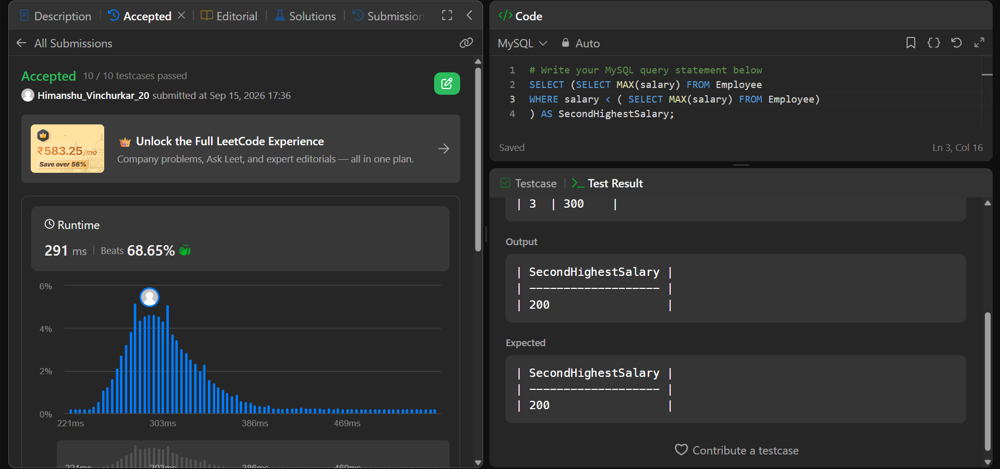 Description
Accepted
Editorial
Solutions
Submission
All Submissions
Accepted 10 / 10 testcases passed
Himanshu_Vinchurkar_20 submitted at Sep 15, 2026 17:36
₹583.25/mo
Save over 56%
Unlock the Full LeetCode Experience
Company problems, Ask Leet, and expert editorials — all in one plan.
Runtime
291 ms | Beats 68.65%
6%
4%
2%
0%
221ms 303ms 386ms 469ms
221ms 303ms 386ms 469ms
</> Code
MySQL Auto
1 # Write your MySQL query statement below
2 SELECT (SELECT MAX(salary) FROM Employee
3 WHERE salary < ( SELECT MAX(salary) FROM Employee)
4 ) AS SecondHighestSalary;
Saved
Ln 3, Col 16
Testcase
Test Result
| 3 | 300 |
Output
| SecondHighestSalary |
| ------------------- |
| 200 |
Expected
| SecondHighestSalary |
| ------------------- |
| 200 |
Contribute a testcase